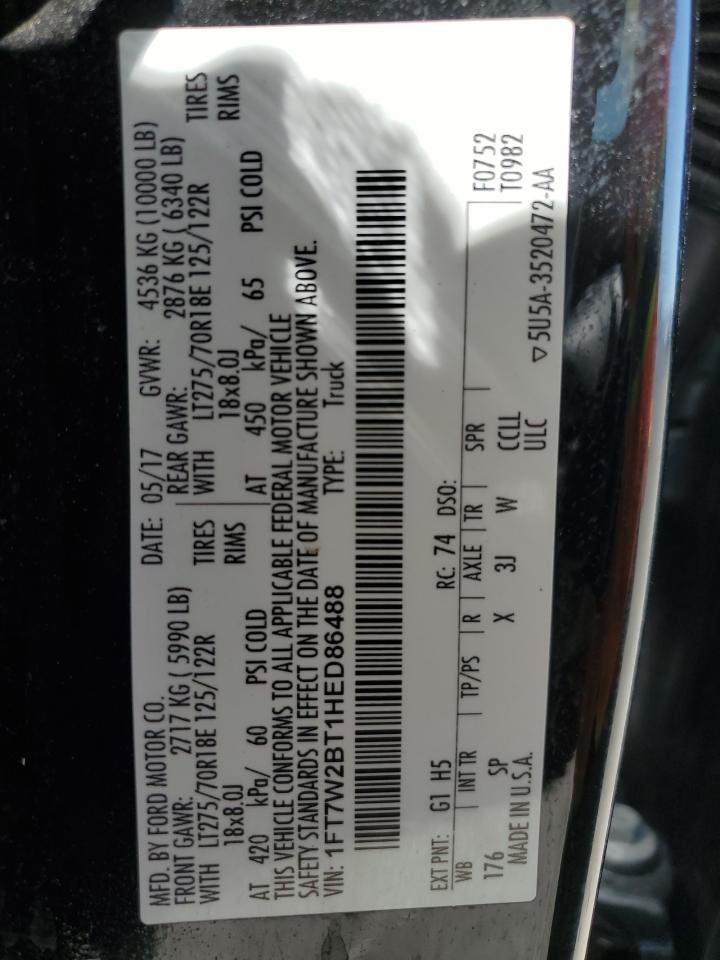 MFD. BY FORD MOTOR CO.
DATE: 05/17 GVWR: 4536 KG (10000 LB)
FRONT GAWR: 2717 KG ( 5990 LB)
REAR GAWR: 2876 KG ( 6340 LB)
WITH LT275/70R18E 125/122R TIRES
WITH LT275/70R18E 125/122R TIRES
18x8.0J RIMS
18x8.0J RIMS
AT 420 kPa/ 60 PSI COLD
AT 450 kPa/ 65 PSI COLD
THIS VEHICLE CONFORMS TO ALL APPLICABLE FEDERAL MOTOR VEHICLE
SAFETY STANDARDS IN EFFECT ON THE DATE OF MANUFACTURE SHOWN ABOVE.
VIN: 1FT7W2BT1HED86488 TYPE: Truck
EXT PNT: G1 H5 RC: 74 DSO: F0752
WB INT TR TP/PS R AXLE TR SPR T0982
176 SP X 3J W CCLL
MADE IN U.S.A. ULC
▽5U5A-3520472-AA